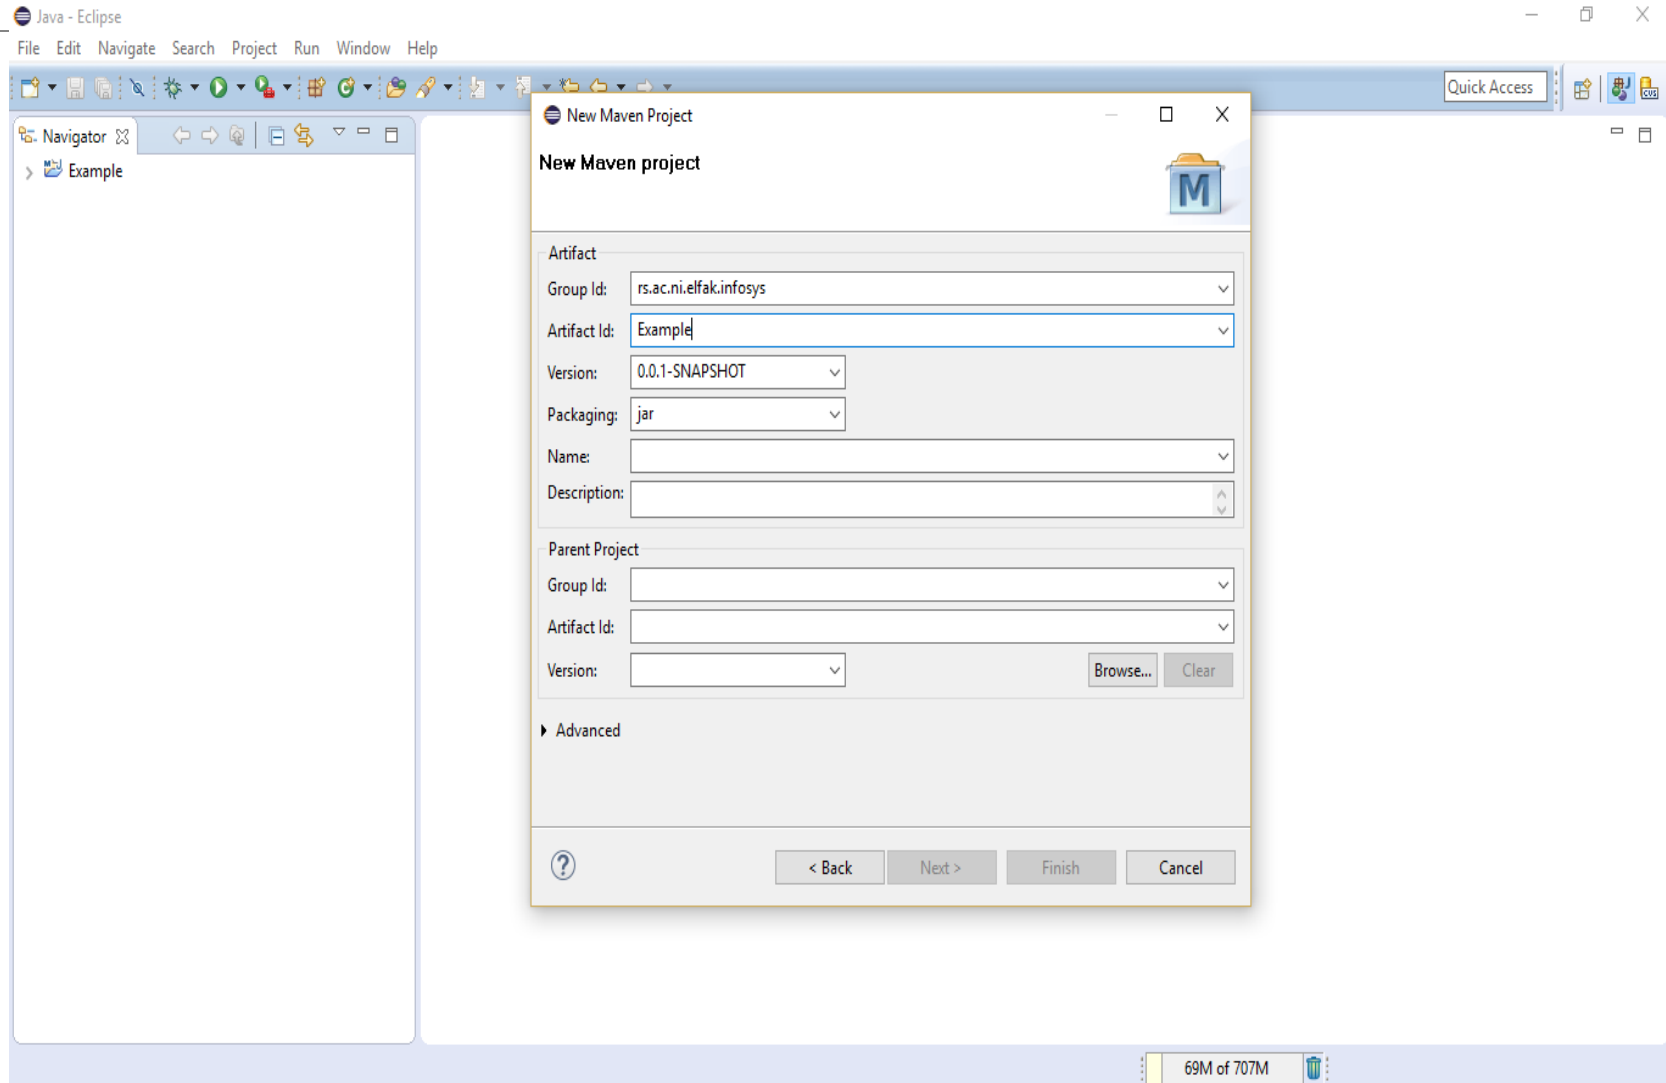 Java - Eclipse
File Edit Navigate Search Project Run Window Help
Quick Access
Navigator
Example
New Maven Project
New Maven project
M
Artifact
Group Id: rs.ac.ni.elfak.infosys
Artifact Id: Example
Version: 0.0.1-SNAPSHOT
Packaging: jar
Name:
Description:
Parent Project
Group Id:
Artifact Id:
Version: Browse... Clear
Advanced
? < Back Next > Finish Cancel
69M of 707M